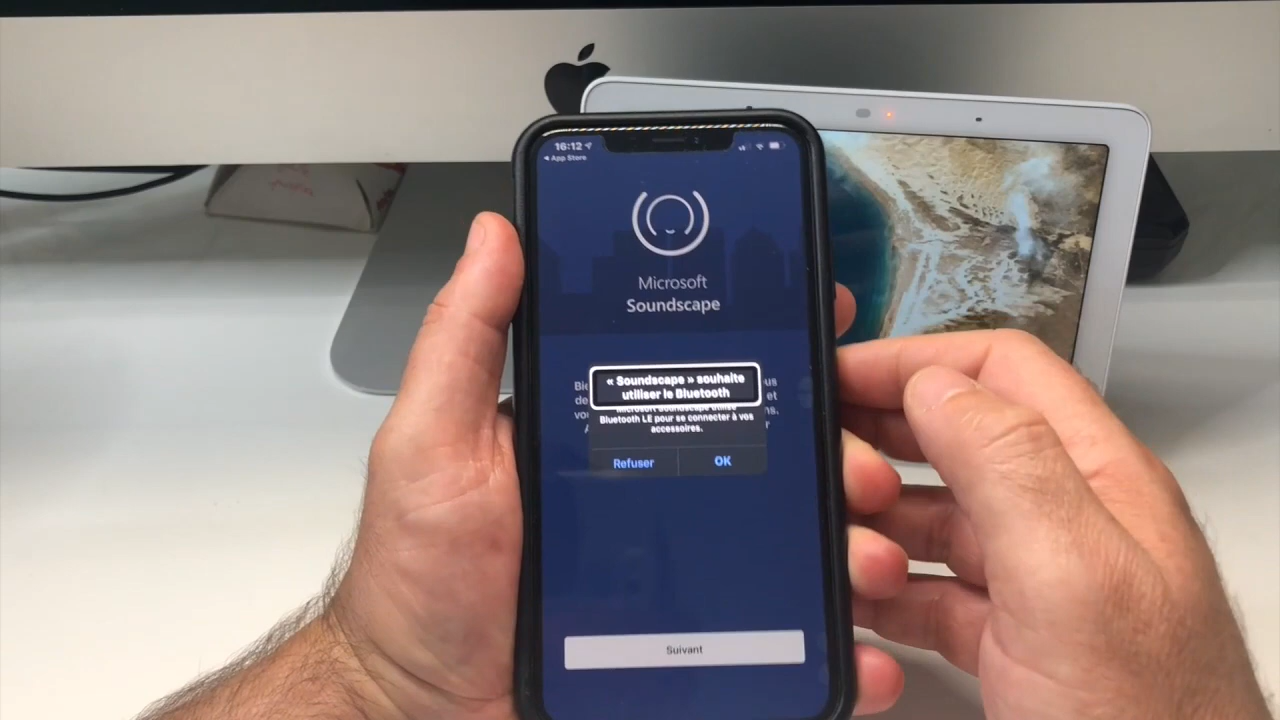 16:12
◀ App Store
Microsoft
Soundscape
« Soundscape » souhaite
utiliser le Bluetooth
Microsoft Soundscape utilise
Bluetooth LE pour se connecter à vos
accessoires.
Refuser OK
Suivant